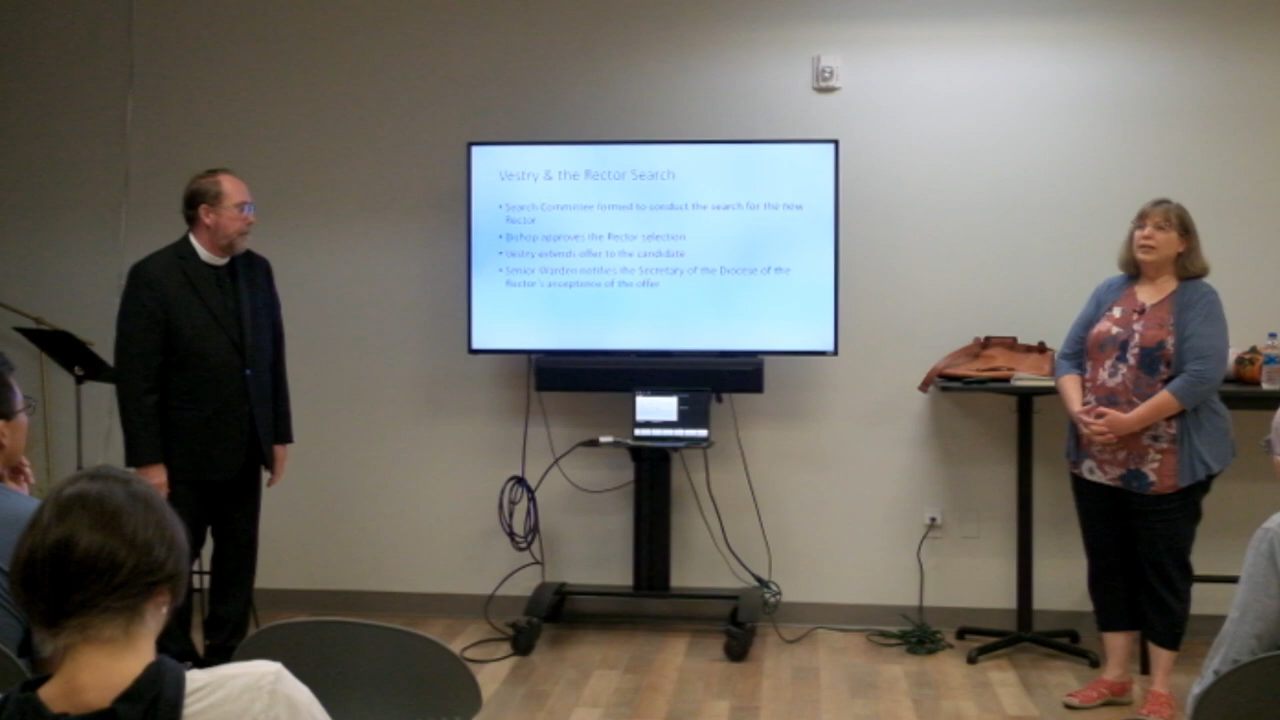 Vestry & the Rector Search
• Search Committee formed to conduct the search for the new
Rector
• Bishop approves the Rector selection
• Vestry extends offer to the candidate
• Senior Warden notifies the Secretary of the Diocese of the
Rector's acceptance of the offer